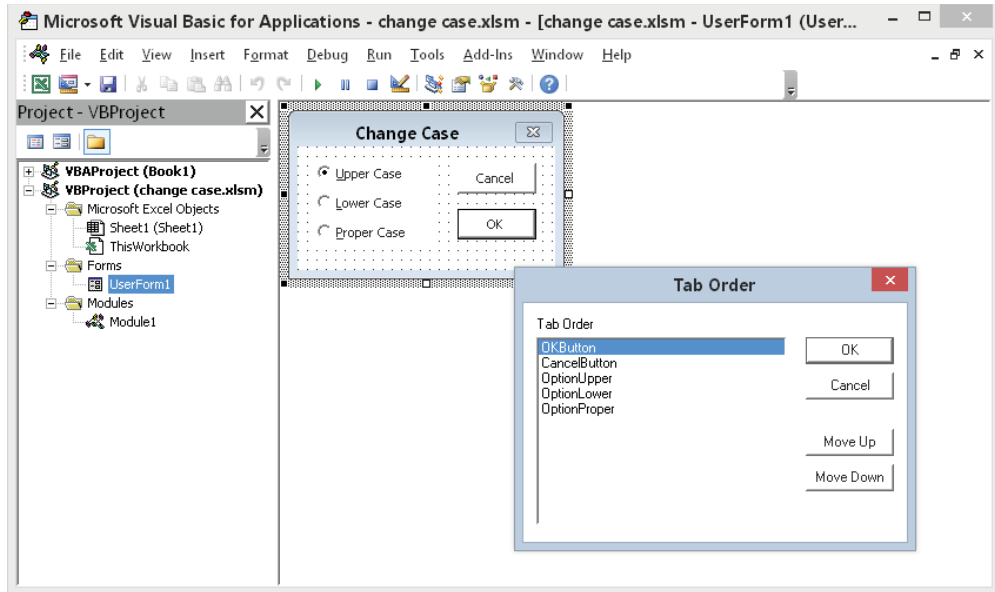 Microsoft Visual Basic for Applications - change case.xlsm - [change case.xlsm - UserForm1 (User...
File Edit View Insert Format Debug Run Tools Add-Ins Window Help
Project - VBProject
VBAProject (Book1)
VBProject (change case.xlsm)
Microsoft Excel Objects
Sheet1 (Sheet1)
ThisWorkbook
Forms
UserForm1
Modules
Module1
Change Case
Upper Case
Cancel
Lower Case
OK
Proper Case
Tab Order
Tab Order
OKButton
CancelButton
OptionUpper
OptionLower
OptionProper
OK
Cancel
Move Up
Move Down